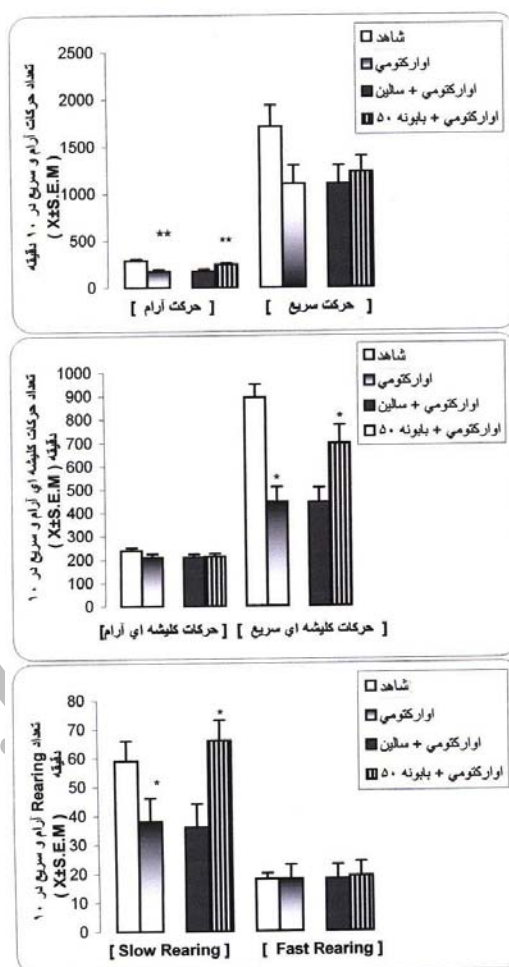 تعداد حرکات آرام و سریع در ۱۰ دقیقه
( X±S.E.M )
2500
2000
1500
1000
500
0
شاهد
اوارکتومي
اوارکتومي + سالين
اوارکتومي + بابونه ۵۰
**
**
[ حرکت آرام ]
[ حرکت سریع ]
تعداد حرکات کلیشه اي آرام و سریع در ۱۰
دقیقه ( X±S.E.M )
1000
900
800
700
600
500
400
300
200
100
0
شاهد
اوارکتومي
اوارکتومي + سالين
اوارکتومي + بابونه ۵۰
*
*
[حرکات کلیشه اي آرام]
[ حرکات کلیشه اي سریع ]
تعداد Rearing آرام و سریع در ۱۰
دقیقه
( X±S.E.M )
80
70
60
50
40
30
20
10
0
شاهد
اوارکتومي
اوارکتومي + سالين
اوارکتومي + بابونه ۵۰
*
*
[ Slow Rearing ]
[ Fast Rearing ]